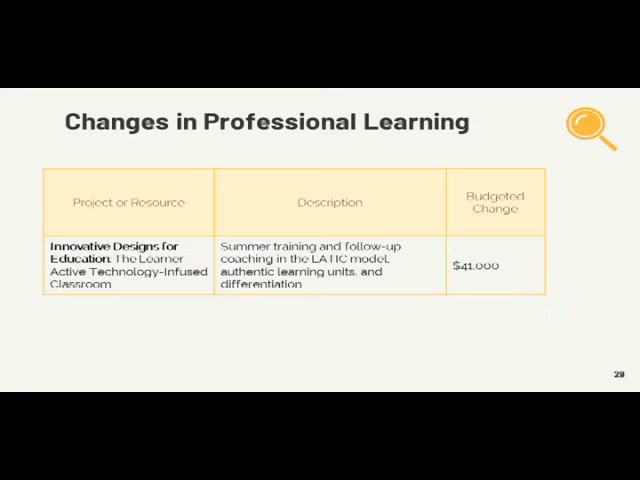 Changes in Professional Learning
Project or Resource
Description
Budgeted
Change
Innovative Designs for
Education: The Learner
Active Technology-Infused
Classroom
Summer training and follow-up
coaching in the LATIC model,
authentic learning units, and
differentiation
$41,000
29